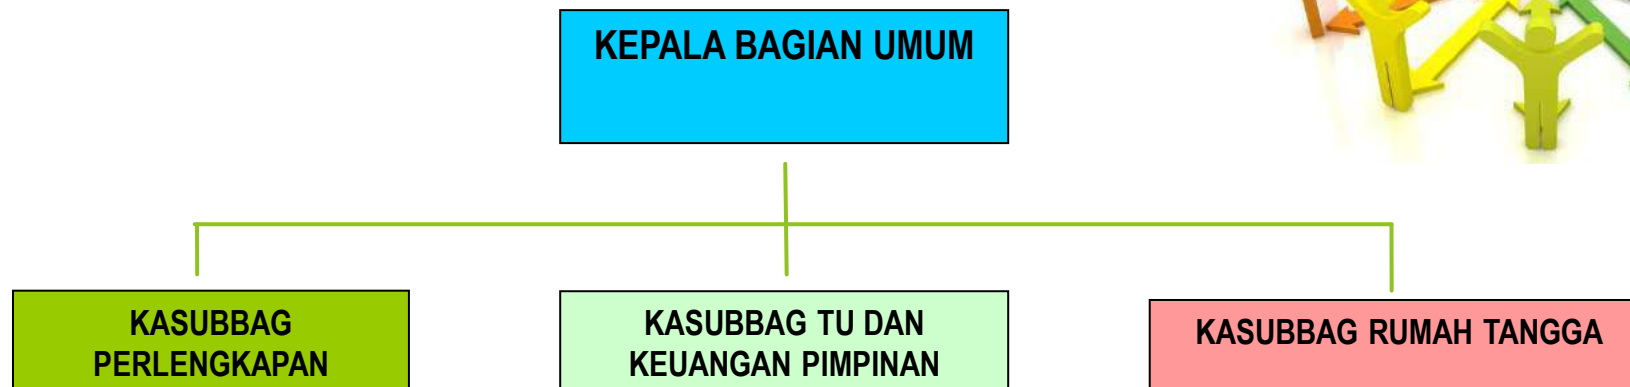 KEPALA BAGIAN UMUM
KASUBBAG
PERLENGKAPAN
KASUBBAG TU DAN
KEUANGAN PIMPINAN
KASUBBAG RUMAH TANGGA